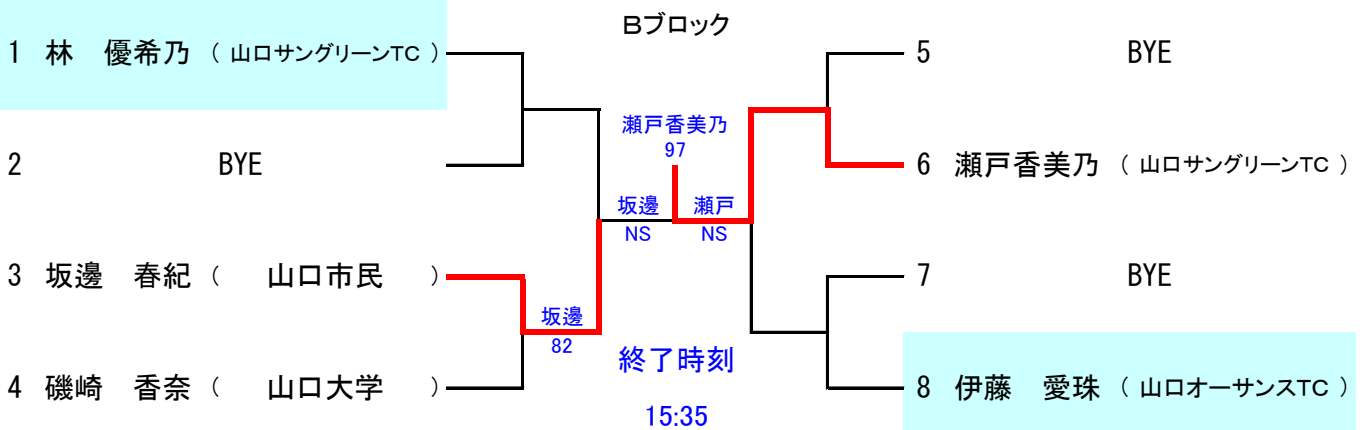 Bブロック
1 林 優希乃 ( 山口サングリーンTC )
2 BYE
3 坂邊 春紀 ( 山口市民 )
4 磯崎 香奈 ( 山口大学 )
坂邊
82
坂邊
NS
瀬戸香美乃
97
瀬戸
NS
終了時刻
15:35
5 BYE
6 瀬戸香美乃 ( 山口サングリーンTC )
7 BYE
8 伊藤 愛珠 ( 山口オーサンスTC )